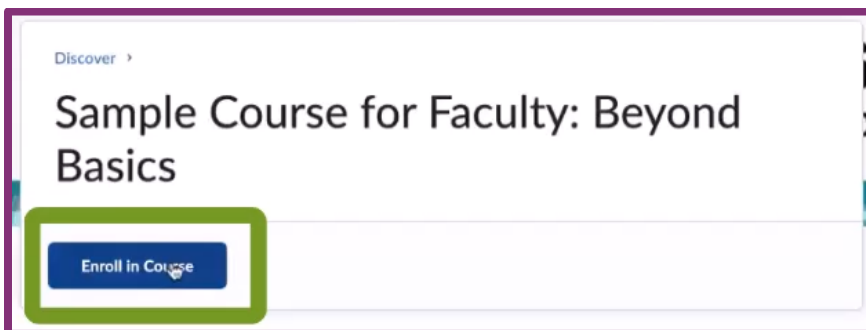 Discover >
Sample Course for Faculty: Beyond
Basics
Enroll in Course